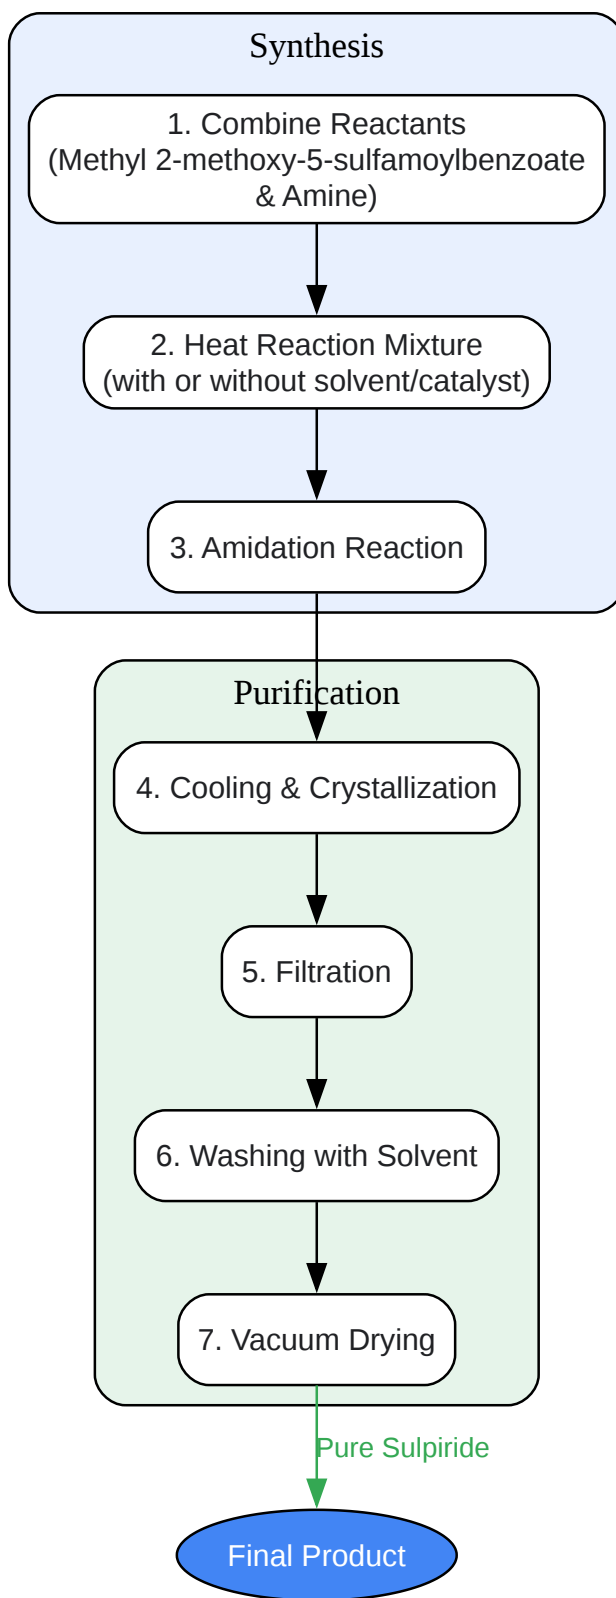 Synthesis
1. Combine Reactants
(Methyl 2-methoxy-5-sulfamoylbenzoate
& Amine)
2. Heat Reaction Mixture
(with or without solvent/catalyst)
3. Amidation Reaction
Purification
4. Cooling & Crystallization
5. Filtration
6. Washing with Solvent
7. Vacuum Drying
Pure Sulpiride
Final Product